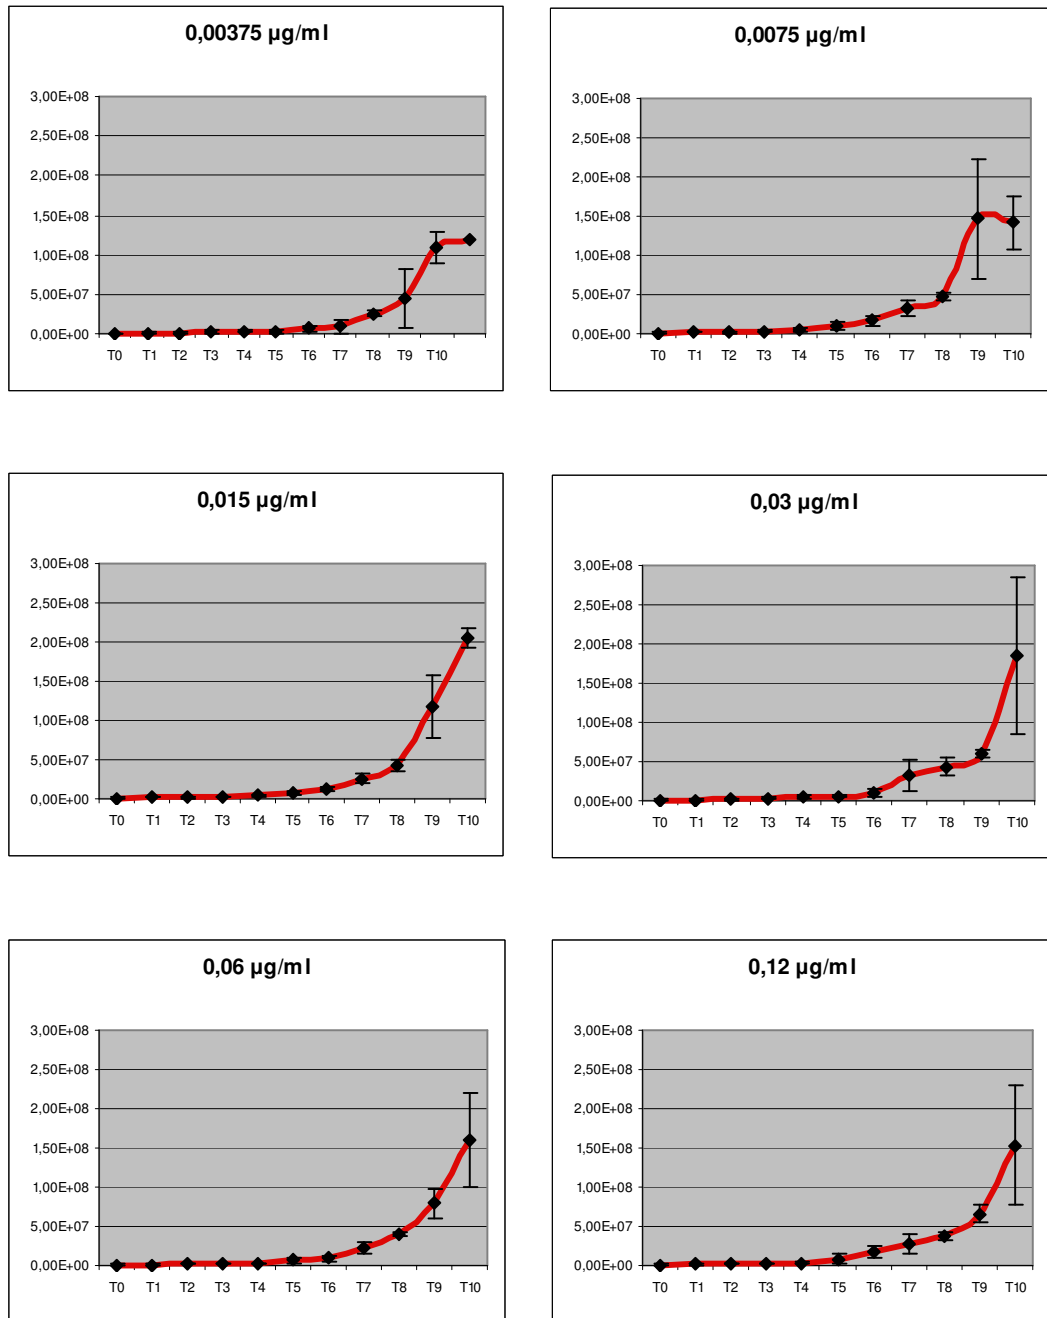 0,00375 µg/ml
3,00E+08
2,50E+08
2,00E+08
1,50E+08
1,00E+08
5,00E+07
0,00E+00
T0 T1 T2 T3 T4 T5 T6 T7 T8 T9 T10
0,0075 µg/ml
3,00E+08
2,50E+08
2,00E+08
1,50E+08
1,00E+08
5,00E+07
0,00E+00
T0 T1 T2 T3 T4 T5 T6 T7 T8 T9 T10
0,015 µg/ml
3,00E+08
2,50E+08
2,00E+08
1,50E+08
1,00E+08
5,00E+07
0,00E+00
T0 T1 T2 T3 T4 T5 T6 T7 T8 T9 T10
0,03 µg/ml
3,00E+08
2,50E+08
2,00E+08
1,50E+08
1,00E+08
5,00E+07
0,00E+00
T0 T1 T2 T3 T4 T5 T6 T7 T8 T9 T10
0,06 µg/ml
3,00E+08
2,50E+08
2,00E+08
1,50E+08
1,00E+08
5,00E+07
0,00E+00
T0 T1 T2 T3 T4 T5 T6 T7 T8 T9 T10
0,12 µg/ml
3,00E+08
2,50E+08
2,00E+08
1,50E+08
1,00E+08
5,00E+07
0,00E+00
T0 T1 T2 T3 T4 T5 T6 T7 T8 T9 T10